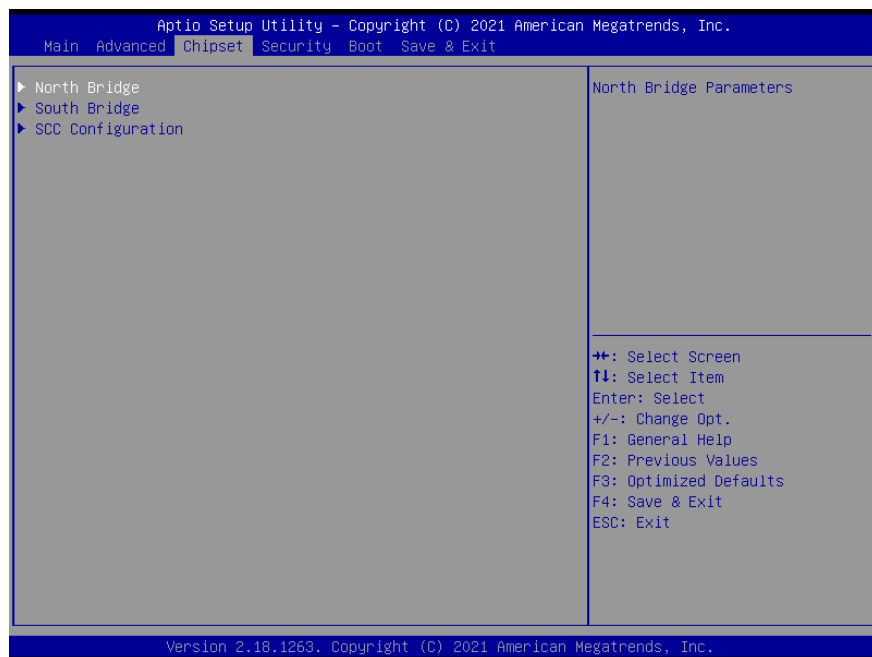 Aptio Setup Utility – Copyright (C) 2021 American Megatrends, Inc.
Main Advanced Chipset Security Boot Save & Exit
▶ North Bridge
▶ South Bridge
▶ SCC Configuration
North Bridge Parameters
→←: Select Screen
↑↓: Select Item
Enter: Select
+/-: Change Opt.
F1: General Help
F2: Previous Values
F3: Optimized Defaults
F4: Save & Exit
ESC: Exit
Version 2.18.1263. Copyright (C) 2021 American Megatrends, Inc.